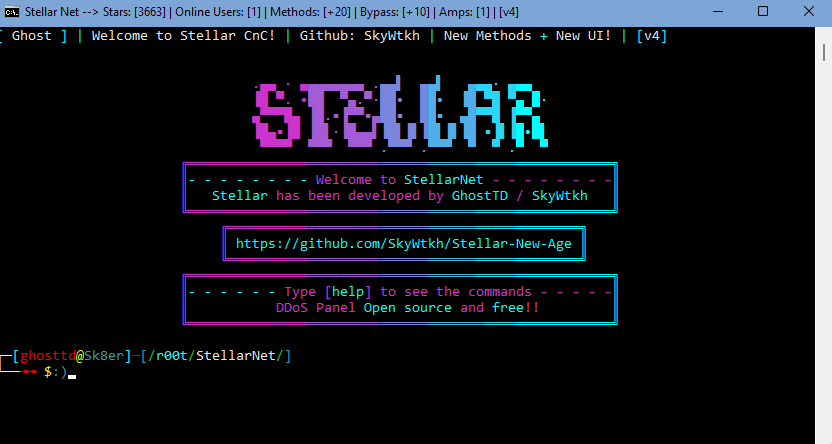 Stellar Net --> Stars: [3663] | Online Users: [1] | Methods: [+20] | Bypass: [+10] | Amps: [1] | [v4]
[ Ghost ] | Welcome to Stellar CnC! | Github: SkyWtkh | New Methods + New UI! | [v4]
STELLAR
- - - - - - - - Welcome to StellarNet - - - - - - - -
Stellar has been developed by GhostTD / SkyWtkh
https://github.com/SkyWtkh/Stellar-New-Age
- - - - - - Type [help] to see the commands - - - - -
DDoS Panel Open source and free!!
[ghosttd@Sk8er]-[/r00t/StellarNet/]
$:)